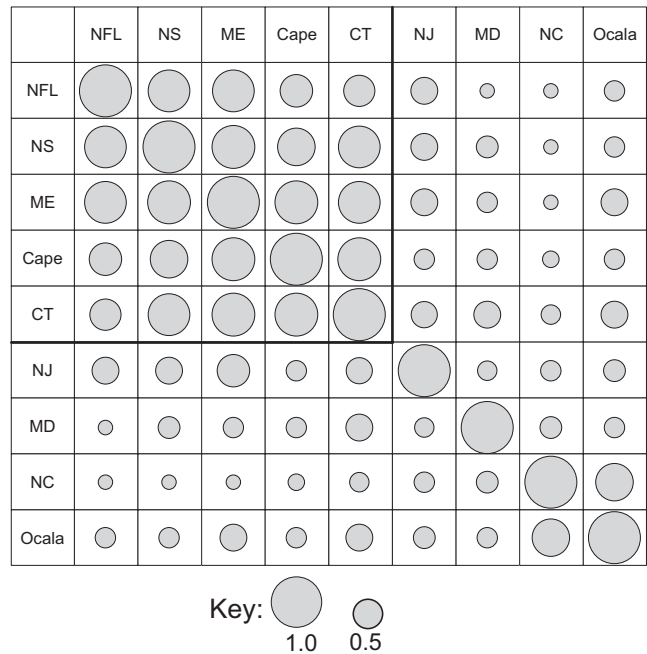 NFL NS ME Cape CT NJ MD NC Ocala
NFL
NS
ME
Cape
CT
NJ
MD
NC
Ocala
Key:
1.0 0.5